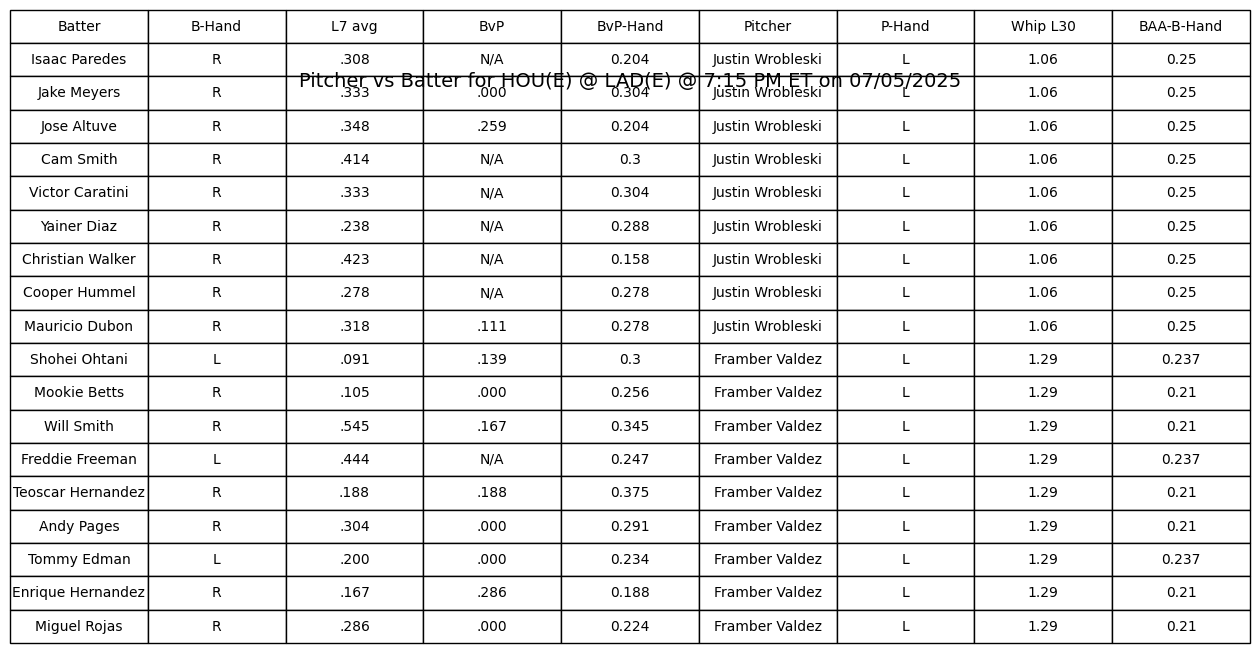 Batter B-Hand L7 avg BvP BvP-Hand Pitcher P-Hand Whip L30 BAA-B-Hand
Isaac Paredes R .308 N/A 0.204 Justin Wrobleski L 1.06 0.25
Pitcher vs Batter for HOU(E) @ LAD(E) @ 7:15 PM ET on 07/05/2025
Jake Meyers R .333 .000 0.304 Justin Wrobleski L 1.06 0.25
Jose Altuve R .348 .259 0.204 Justin Wrobleski L 1.06 0.25
Cam Smith R .414 N/A 0.3 Justin Wrobleski L 1.06 0.25
Victor Caratini R .333 N/A 0.304 Justin Wrobleski L 1.06 0.25
Yainer Diaz R .238 N/A 0.288 Justin Wrobleski L 1.06 0.25
Christian Walker R .423 N/A 0.158 Justin Wrobleski L 1.06 0.25
Cooper Hummel R .278 N/A 0.278 Justin Wrobleski L 1.06 0.25
Mauricio Dubon R .318 .111 0.278 Justin Wrobleski L 1.06 0.25
Shohei Ohtani L .091 .139 0.3 Framber Valdez L 1.29 0.237
Mookie Betts R .105 .000 0.256 Framber Valdez L 1.29 0.21
Will Smith R .545 .167 0.345 Framber Valdez L 1.29 0.21
Freddie Freeman L .444 N/A 0.247 Framber Valdez L 1.29 0.237
Teoscar Hernandez R .188 .188 0.375 Framber Valdez L 1.29 0.21
Andy Pages R .304 .000 0.291 Framber Valdez L 1.29 0.21
Tommy Edman L .200 .000 0.234 Framber Valdez L 1.29 0.237
Enrique Hernandez R .167 .286 0.188 Framber Valdez L 1.29 0.21
Miguel Rojas R .286 .000 0.224 Framber Valdez L 1.29 0.21